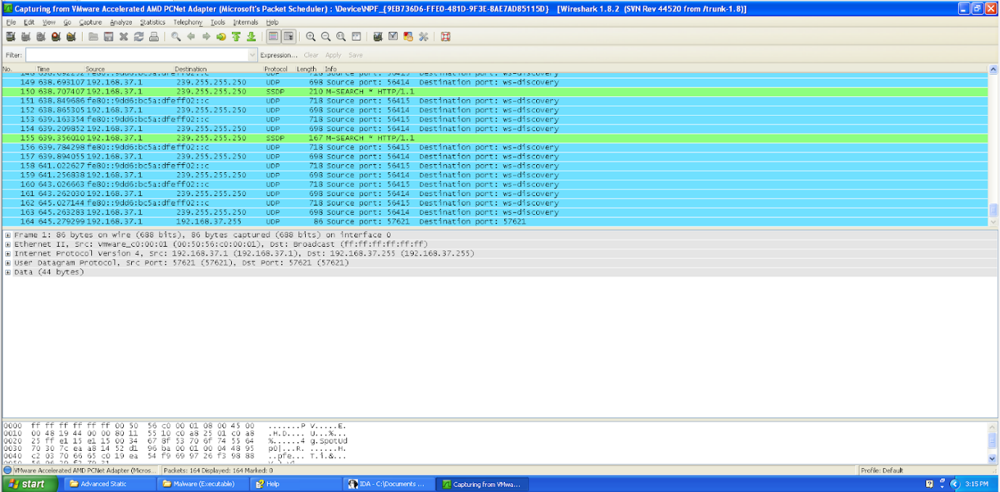 Capturing from VMware Accelerated AMD PCNet Adapter (Microsoft's Packet Scheduler) : \Device\NPF_{9EB736D6-FFE0-481D-9F3E-8AE7AD85115D} [Wireshark 1.8.2 (SVN Rev 44520 from /trunk-1.8)]
File Edit View Go Capture Analyze Statistics Telephony Tools Internals Help
Filter: Expression... Clear Apply Save
No. Time Source Destination Protocol Length Info
148 638.692292 fe80::9dd6:bc5a:dfeff02::c UDP 718 Source port: 56415 Destination port: ws-discovery
149 638.693107 192.168.37.1 239.255.255.250 UDP 698 Source port: 56414 Destination port: ws-discovery
150 638.707407 192.168.37.1 239.255.255.250 SSDP 210 M-SEARCH * HTTP/1.1
151 638.849686 fe80::9dd6:bc5a:dfeff02::c UDP 718 Source port: 56415 Destination port: ws-discovery
152 638.865305 192.168.37.1 239.255.255.250 UDP 698 Source port: 56414 Destination port: ws-discovery
153 639.163354 fe80::9dd6:bc5a:dfeff02::c UDP 718 Source port: 56415 Destination port: ws-discovery
154 639.209852 192.168.37.1 239.255.255.250 UDP 698 Source port: 56414 Destination port: ws-discovery
155 639.356010 192.168.37.1 239.255.255.250 SSDP 167 M-SEARCH * HTTP/1.1
156 639.784298 fe80::9dd6:bc5a:dfeff02::c UDP 718 Source port: 56415 Destination port: ws-discovery
157 639.894055 192.168.37.1 239.255.255.250 UDP 698 Source port: 56414 Destination port: ws-discovery
158 641.022627 fe80::9dd6:bc5a:dfeff02::c UDP 718 Source port: 56415 Destination port: ws-discovery
159 641.256838 192.168.37.1 239.255.255.250 UDP 698 Source port: 56414 Destination port: ws-discovery
160 643.026663 fe80::9dd6:bc5a:dfeff02::c UDP 718 Source port: 56415 Destination port: ws-discovery
161 643.262030 192.168.37.1 239.255.255.250 UDP 698 Source port: 56414 Destination port: ws-discovery
162 645.027144 fe80::9dd6:bc5a:dfeff02::c UDP 718 Source port: 56415 Destination port: ws-discovery
163 645.263283 192.168.37.1 239.255.255.250 UDP 698 Source port: 56414 Destination port: ws-discovery
164 645.279299 192.168.37.1 192.168.37.255 UDP 86 Source port: 57621 Destination port: 57621
Frame 1: 86 bytes on wire (688 bits), 86 bytes captured (688 bits) on interface 0
Ethernet II, Src: Vmware_c0:00:01 (00:50:56:c0:00:01), Dst: Broadcast (ff:ff:ff:ff:ff:ff)
Internet Protocol Version 4, Src: 192.168.37.1 (192.168.37.1), Dst: 192.168.37.255 (192.168.37.255)
User Datagram Protocol, Src Port: 57621 (57621), Dst Port: 57621 (57621)
Data (44 bytes)
0000 ff ff ff ff ff ff 00 50 56 c0 00 01 08 00 45 00 .......P V.....E.
0010 00 48 19 44 00 00 80 11 55 10 c0 a8 25 01 c0 a8 .H.D.... U...%...
0020 25 ff e1 15 e1 15 00 34 67 8f 53 70 6f 74 55 64 %......4 g.SpotUd
0030 70 30 7c ea a8 14 52 d1 96 ba 00 01 00 04 48 95 p0|...R. ......H.
0040 c2 03 70 66 65 c0 19 ea 54 f9 69 97 26 f3 98 88 ..pfe... T.i.&...
VMware Accelerated AMD PCNet Adapter (Micros... Packets: 164 Displayed: 164 Marked: 0 Profile: Default
start Advanced Static Malware (Executable) Help IDA - C:\Documents ... Capturing from VMwa... 3:15 PM